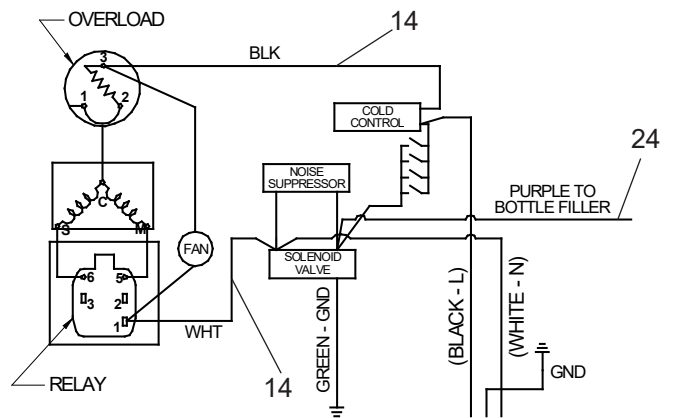 OVERLOAD
14
BLK
3
1
2
COLD
CONTROL
24
NOISE
SUPPRESSOR
PURPLE TO
BOTTLE FILLER
C
S
M
FAN
SOLENOID
VALVE
6
5
3
2
1
WHT
GREEN - GND
(BLACK - L)
(WHITE - N)
GND
RELAY
14